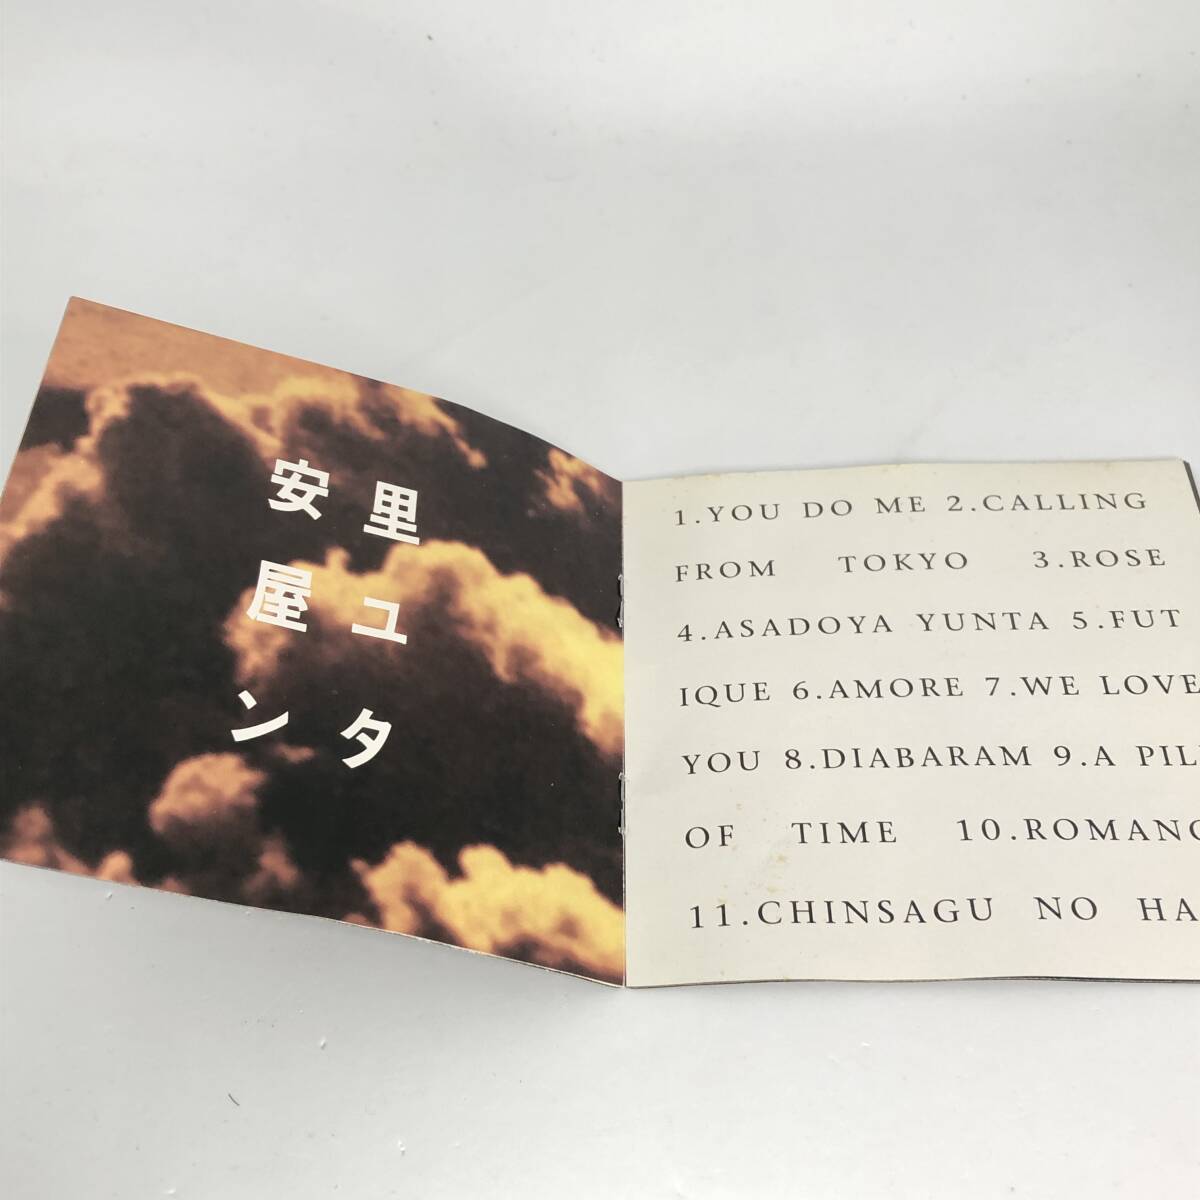 安里
屋ユ
ンタ
1.YOU DO ME 2.CALLING
FROM TOKYO 3.ROSE
4.ASADOYA YUNTA 5.FUT
IQUE 6.AMORE 7.WE LOVE
YOU 8.DIABARAM 9.A PIL
OF TIME 10.ROMANC
11.CHINSAGU NO HA